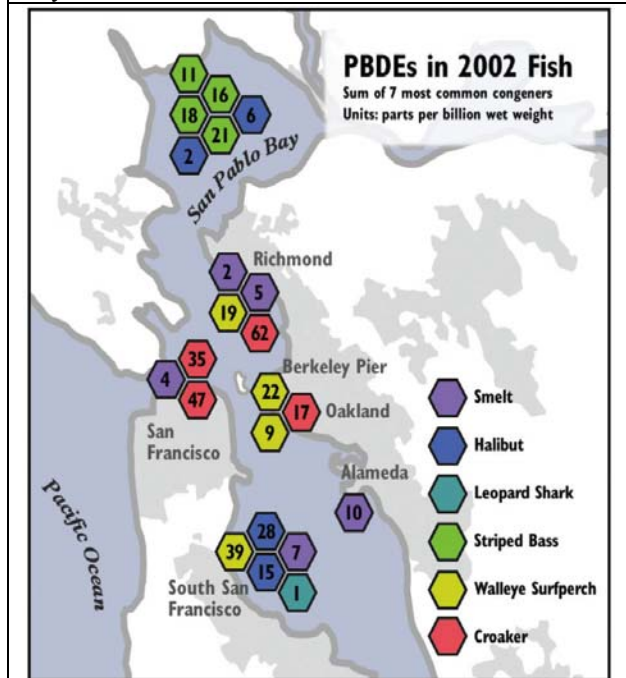 PBDEs in 2002 Fish
Sum of 7 most common congeners
Units: parts per billion wet weight
11
16
18
6
21
2
San Pablo Bay
Richmond
2
5
19
62
35
4
47
San
Francisco
Berkeley Pier
22
17
Oakland
9
Alameda
10
Pacific Ocean
28
39
7
15
1
South San
Francisco
Smelt
Halibut
Leopard Shark
Striped Bass
Walleye Surfperch
Croaker